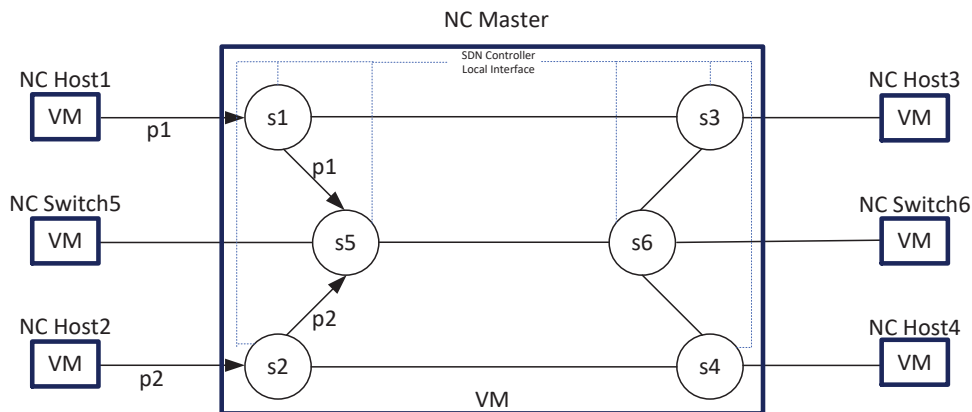 NC Master
SDN Controller
Local Interface
NC Host1
VM
p1
s1
s3
NC Host3
VM
p1
NC Switch5
VM
s5
s6
NC Switch6
VM
p2
NC Host2
VM
p2
s2
s4
NC Host4
VM
VM